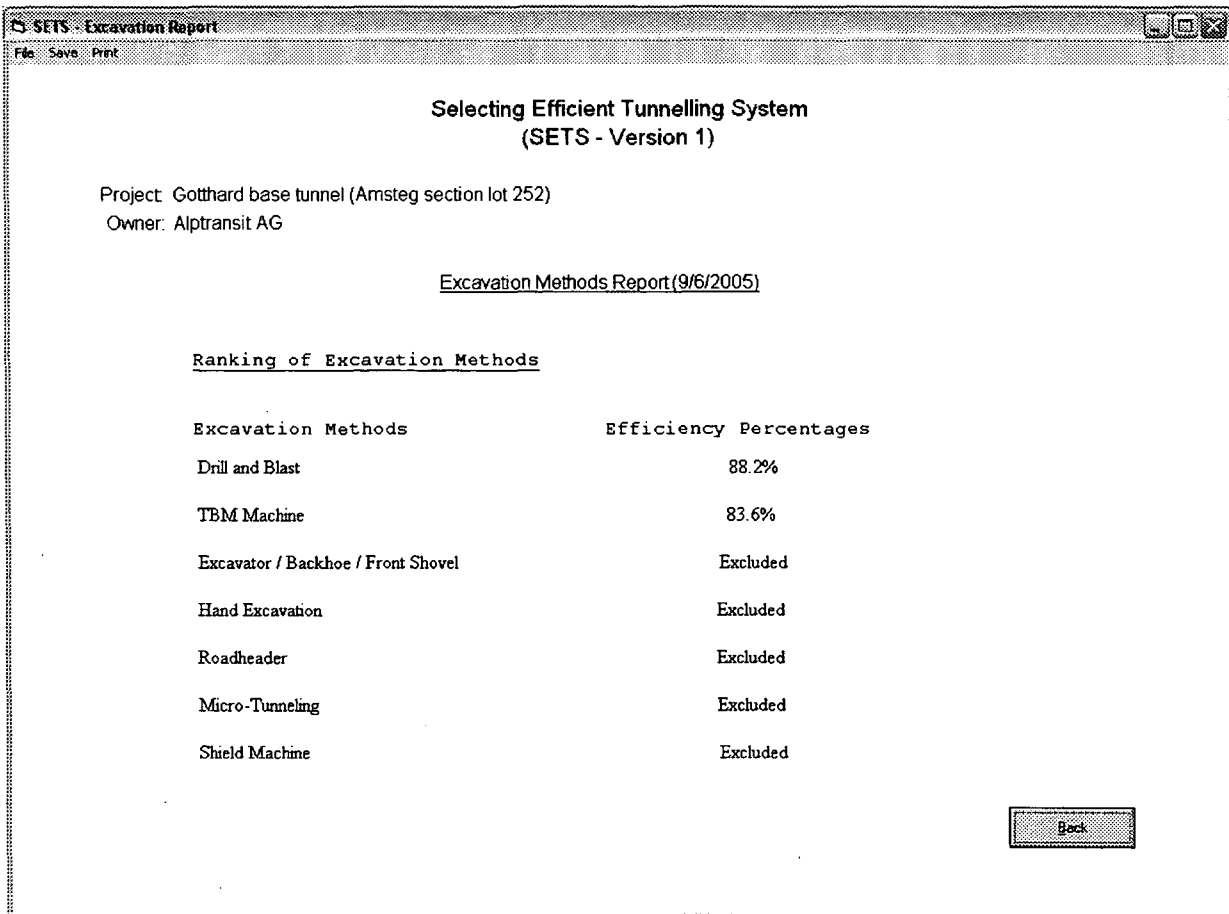 SETS - Excavation Report
File Save Print
Selecting Efficient Tunnelling System
(SETS - Version 1)
Project: Gotthard base tunnel (Amsteg section lot 252)
Owner: Alptransit AG
Excavation Methods Report (9/6/2005)
Ranking of Excavation Methods
Excavation Methods Efficiency Percentages
Drill and Blast 88.2%
TBM Machine 83.6%
Excavator / Backhoe / Front Shovel Excluded
Hand Excavation Excluded
Roadheader Excluded
Micro-Tunneling Excluded
Shield Machine Excluded
Back